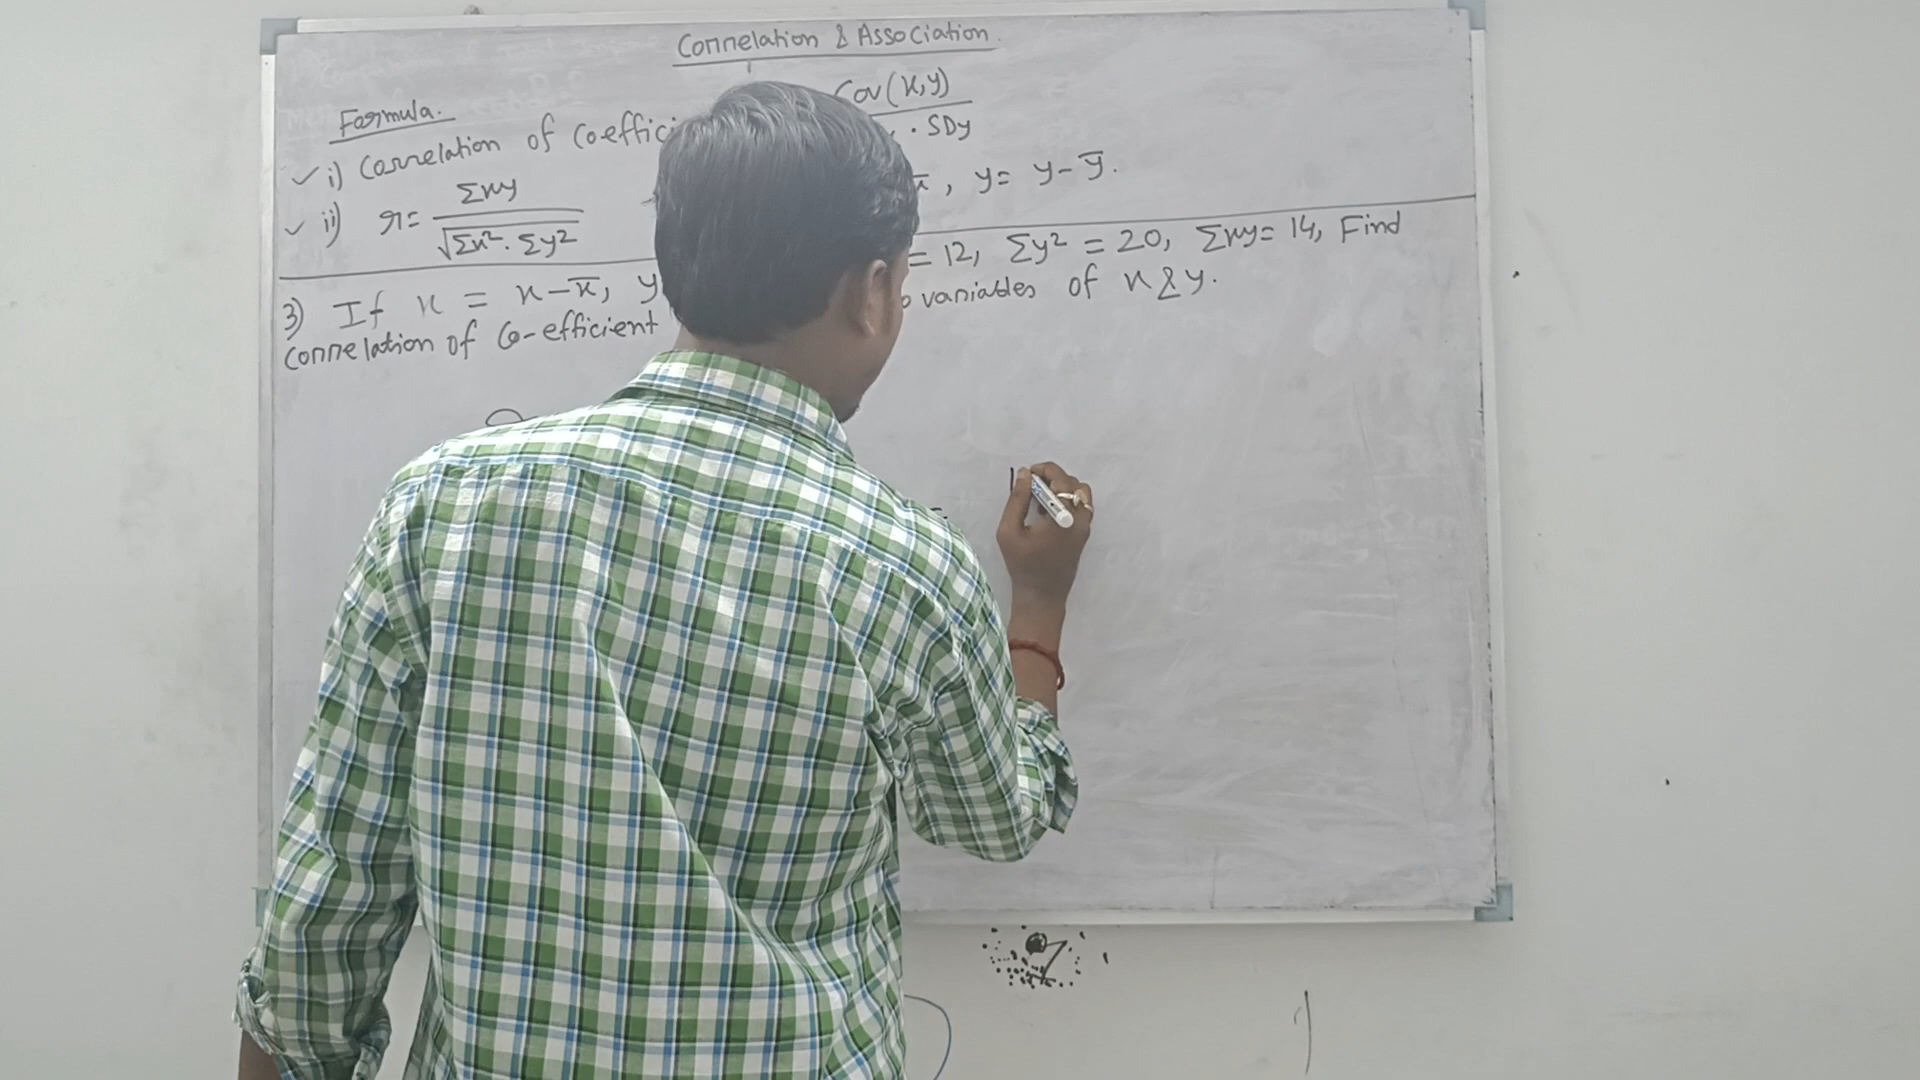 Correlation & Association.
Formula.
i) Correlation of Coeffici
Cov(x,y)
. SDy
ii) r= Σxy
√Σx². Σy²
, y= y-ȳ.
3) If x = x-x̄, y = 12, Σy² = 20, Σxy= 14, Find
Correlation of Co-efficient variables of x & y.